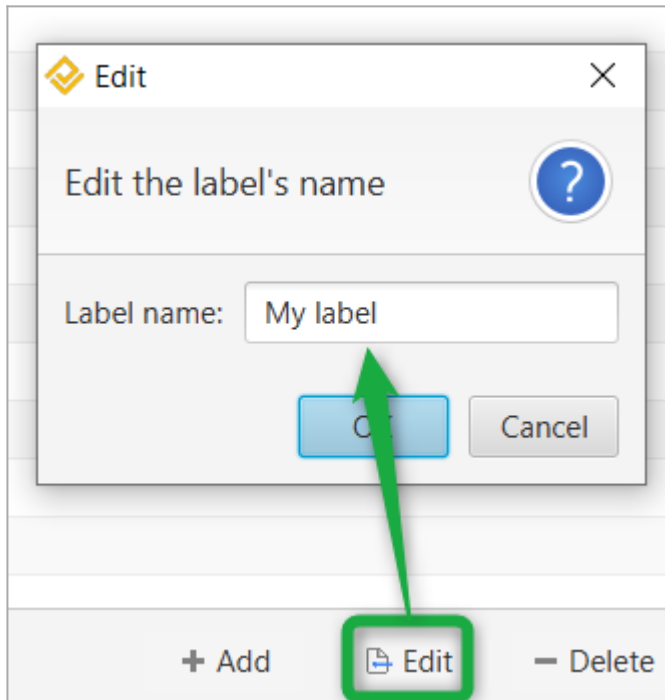 Edit
Edit the label's name
?
Label name: My label
Cancel
+ Add Edit − Delete